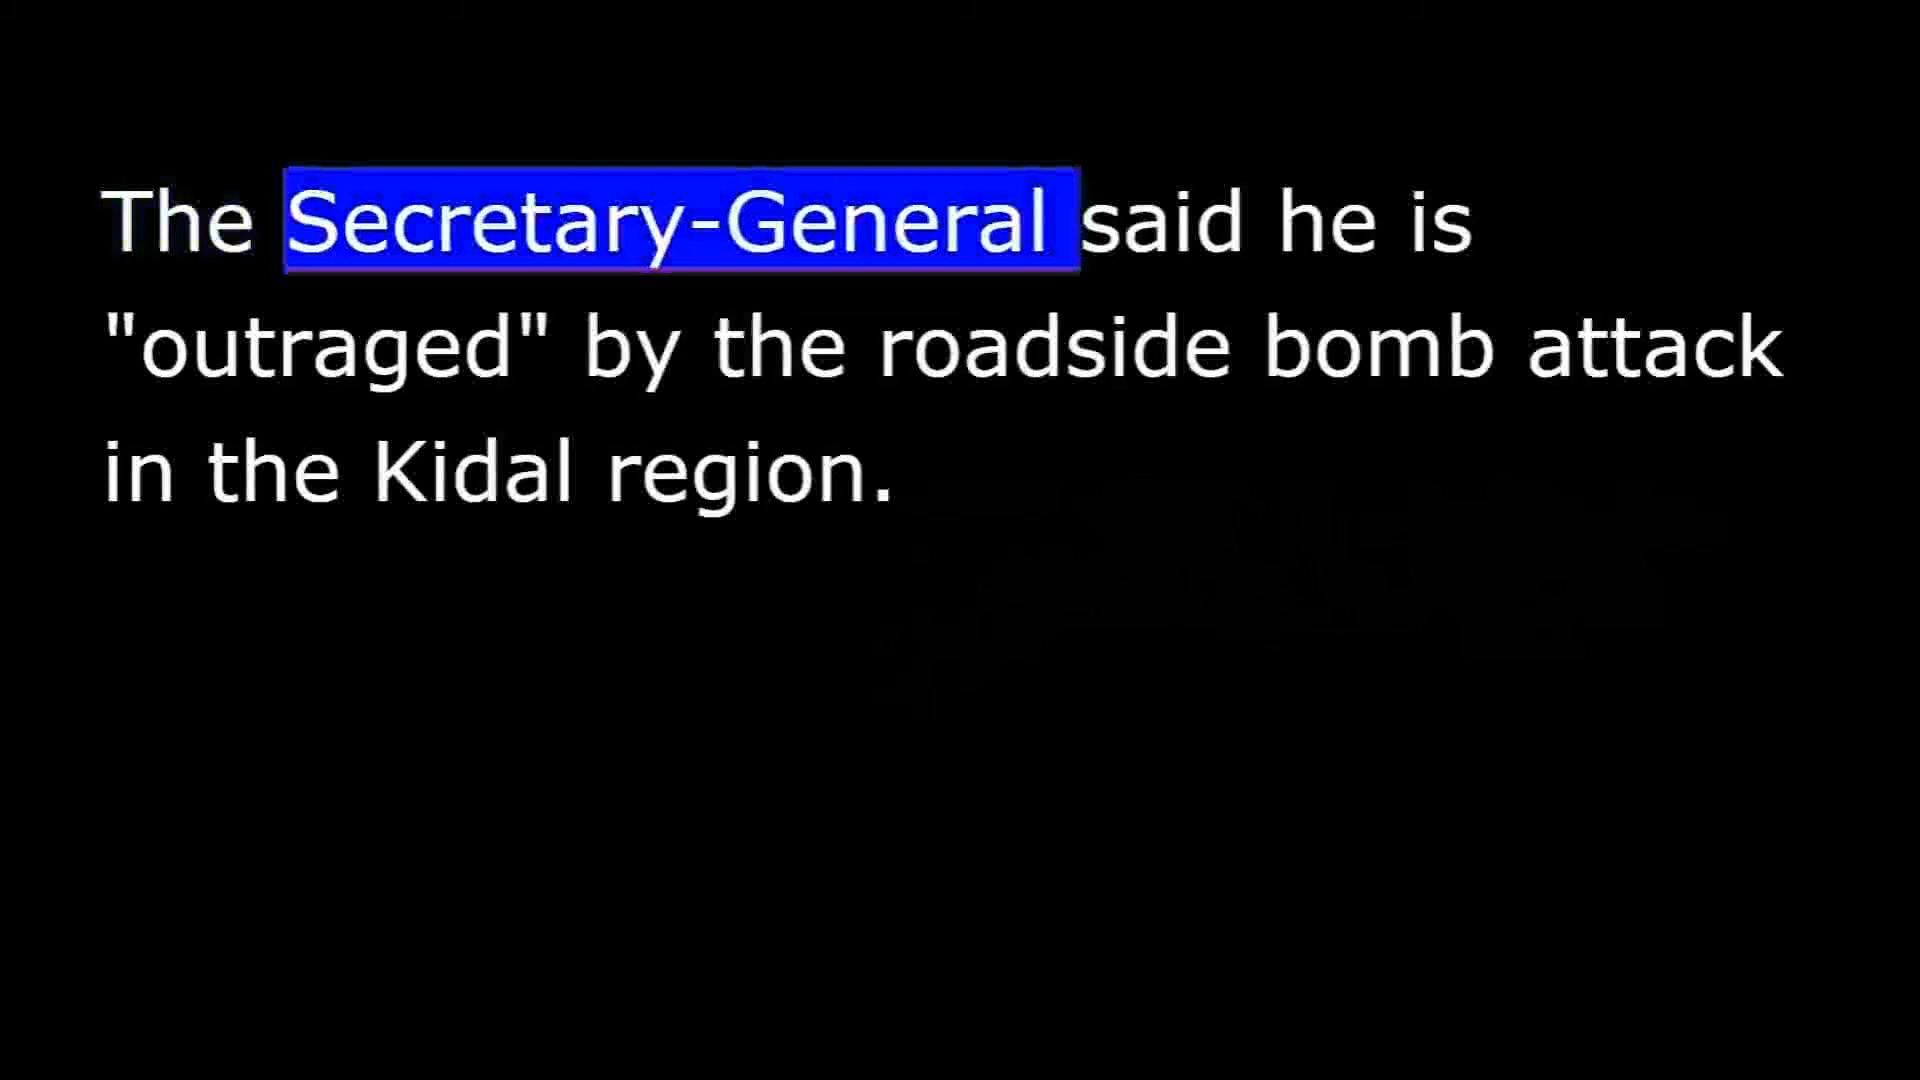 The Secretary-General said he is
"outraged" by the roadside bomb attack
in the Kidal region.